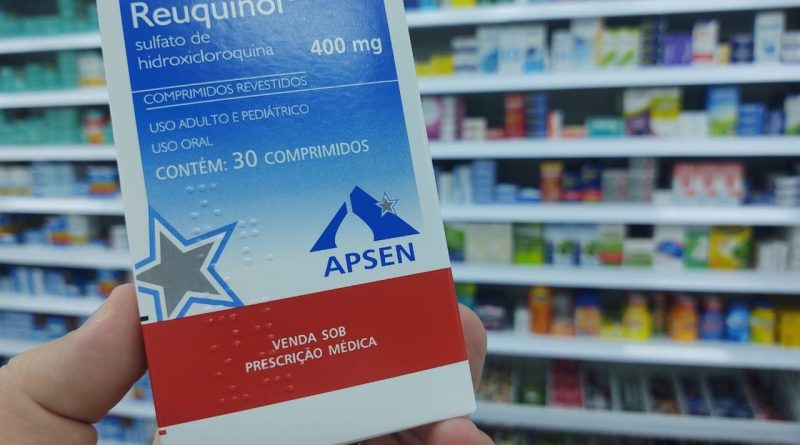 Reuquinol
sulfato de
hidroxicloroquina
400 mg
COMPRIMIDOS REVESTIDOS
USO ADULTO E PEDIÁTRICO
USO ORAL
CONTÉM: 30 COMPRIMIDOS
APSEN
VENDA SOB
PRESCRIÇÃO MÉDICA